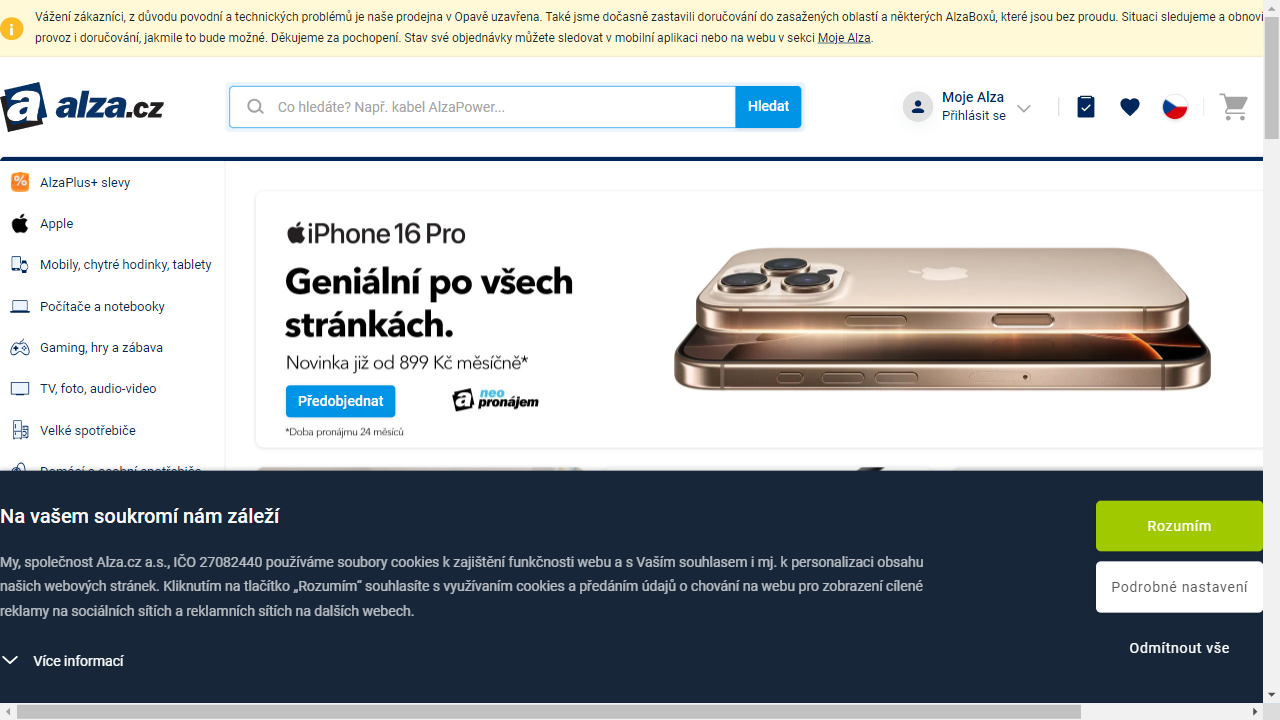 Vážení zákazníci, z důvodu povodní a technických problémů je naše prodejna v Opavě uzavřena. Také jsme dočasně zastavili doručování do zasažených oblastí a některých AlzaBoxů, které jsou bez proudu. Situaci sledujeme a obnoví
provoz i doručování, jakmile to bude možné. Děkujeme za pochopení. Stav své objednávky můžete sledovat v mobilní aplikaci nebo na webu v sekci Moje Alza.
alza.cz
Co hledáte? Např. kabel AlzaPower...
Hledat
Moje Alza
Přihlásit se
AlzaPlus+ slevy
Apple
Mobily, chytré hodinky, tablety
Počítače a notebooky
Gaming, hry a zábava
TV, foto, audio-video
Velké spotřebiče
Domácí a osobní spotřebiče
iPhone 16 Pro
Geniální po všech
stránkách.
Novinka již od 899 Kč měsíčně*
Předobjednat
neo
pronájem
*Doba pronájmu 24 měsíců
Na vašem soukromí nám záleží
My, společnost Alza.cz a.s., IČO 27082440 používáme soubory cookies k zajištění funkčnosti webu a s Vaším souhlasem i mj. k personalizaci obsahu
našich webových stránek. Kliknutím na tlačítko „Rozumím“ souhlasíte s využívaním cookies a předáním údajů o chování na webu pro zobrazení cílené
reklamy na sociálních sítích a reklamních sítích na dalších webech.
Více informací
Rozumím
Podrobné nastavení
Odmítnout vše